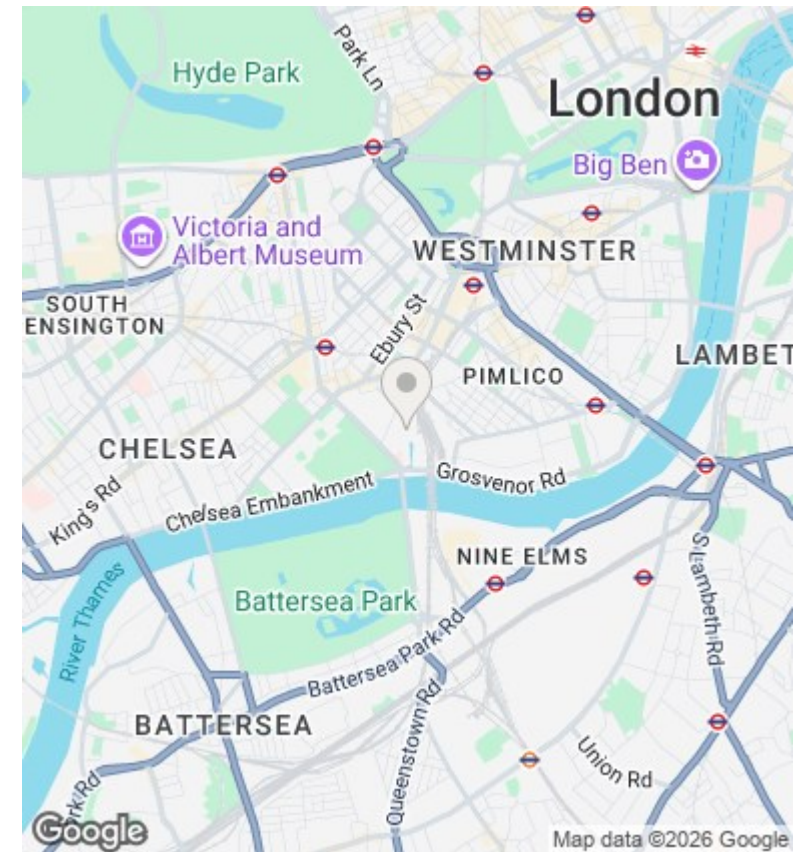 Park Ln
Hyde Park
London
Big Ben
Victoria and
Albert Museum
WESTMINSTER
SOUTH
ENSINGTON
Ebury St
LAMBET
PIMLICO
CHELSEA
King's Rd
Chelsea Embankment
Grosvenor Rd
NINE ELMS
S Lambeth Rd
River Thames
Battersea Park
Battersea Park Rd
BATTERSEA
Queenstown Rd
Union Rd
ork Rd
Google
Map data ©2026 Google